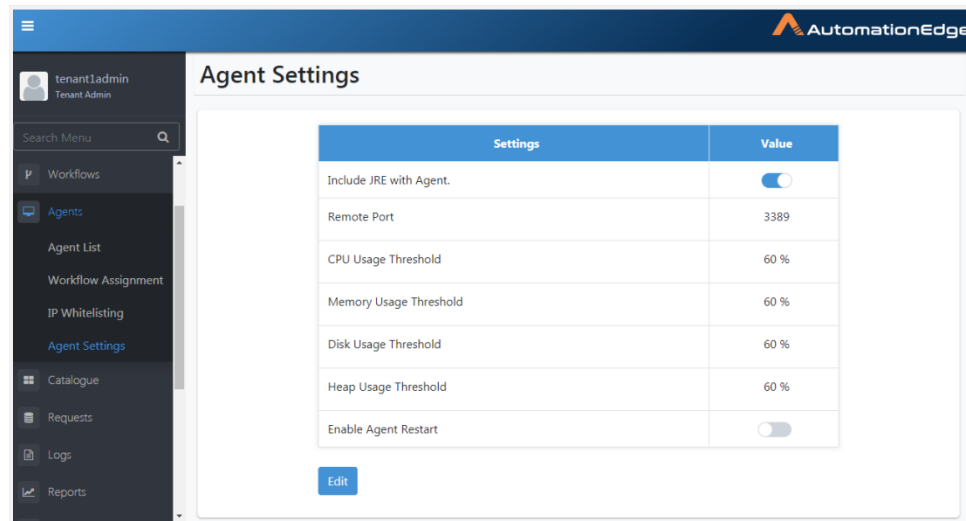 AutomationEdge
tenant1admin
Tenant Admin
Search Menu
Workflows
Agents
Agent List
Workflow Assignment
IP Whitelisting
Agent Settings
Catalogue
Requests
Logs
Reports
Agent Settings
Settings Value
Include JRE with Agent.
Remote Port 3389
CPU Usage Threshold 60 %
Memory Usage Threshold 60 %
Disk Usage Threshold 60 %
Heap Usage Threshold 60 %
Enable Agent Restart
Edit